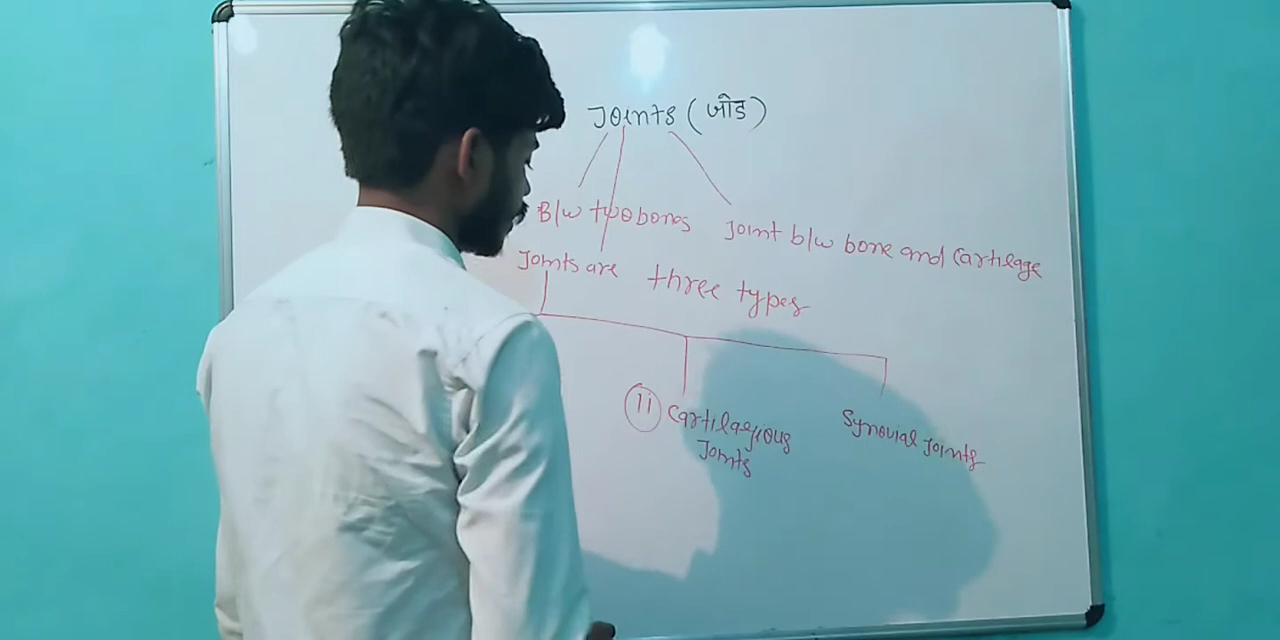 Joints (जोड)
B/w two bones
Joint b/w bone and Cartilage
Joints are three types
ii Cartilagious
Joints
Synovial Joints